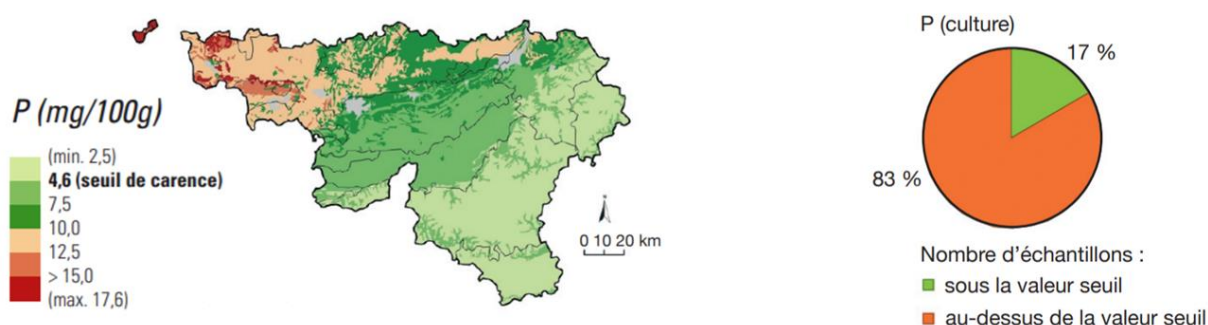 P (mg/100g)
(min. 2,5)
4,6 (seuil de carence)
7,5
10,0
12,5
> 15,0
(max. 17,6)
0 10 20 km
P (culture)
17 %
83 %
Nombre d'échantillons :
sous la valeur seuil
au-dessus de la valeur seuil